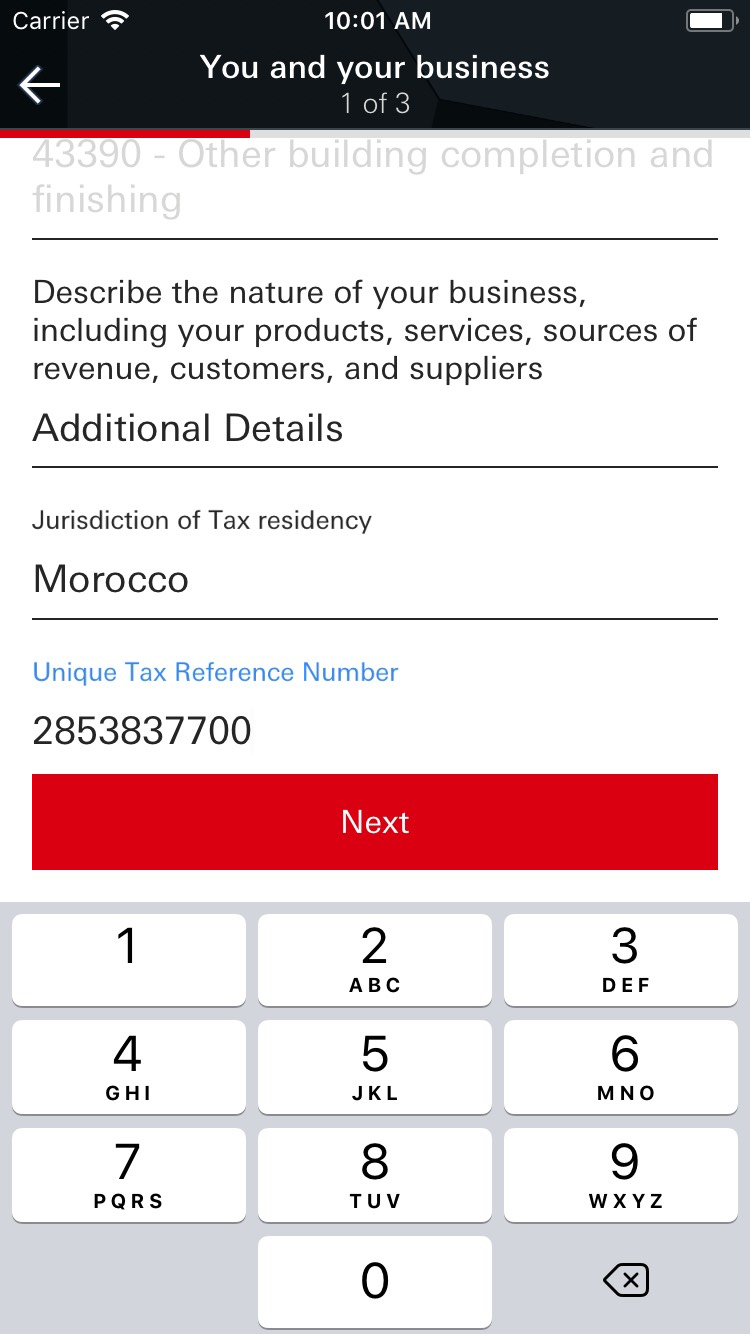 Carrier 10:01 AM
You and your business
1 of 3
43390 - Other building completion and
finishing
Describe the nature of your business,
including your products, services, sources of
revenue, customers, and suppliers
Additional Details
Jurisdiction of Tax residency
Morocco
Unique Tax Reference Number
2853837700
Next
1 2 3
ABC DEF
4 5 6
GHI JKL MNO
7 8 9
PQRS TUV WXYZ
0